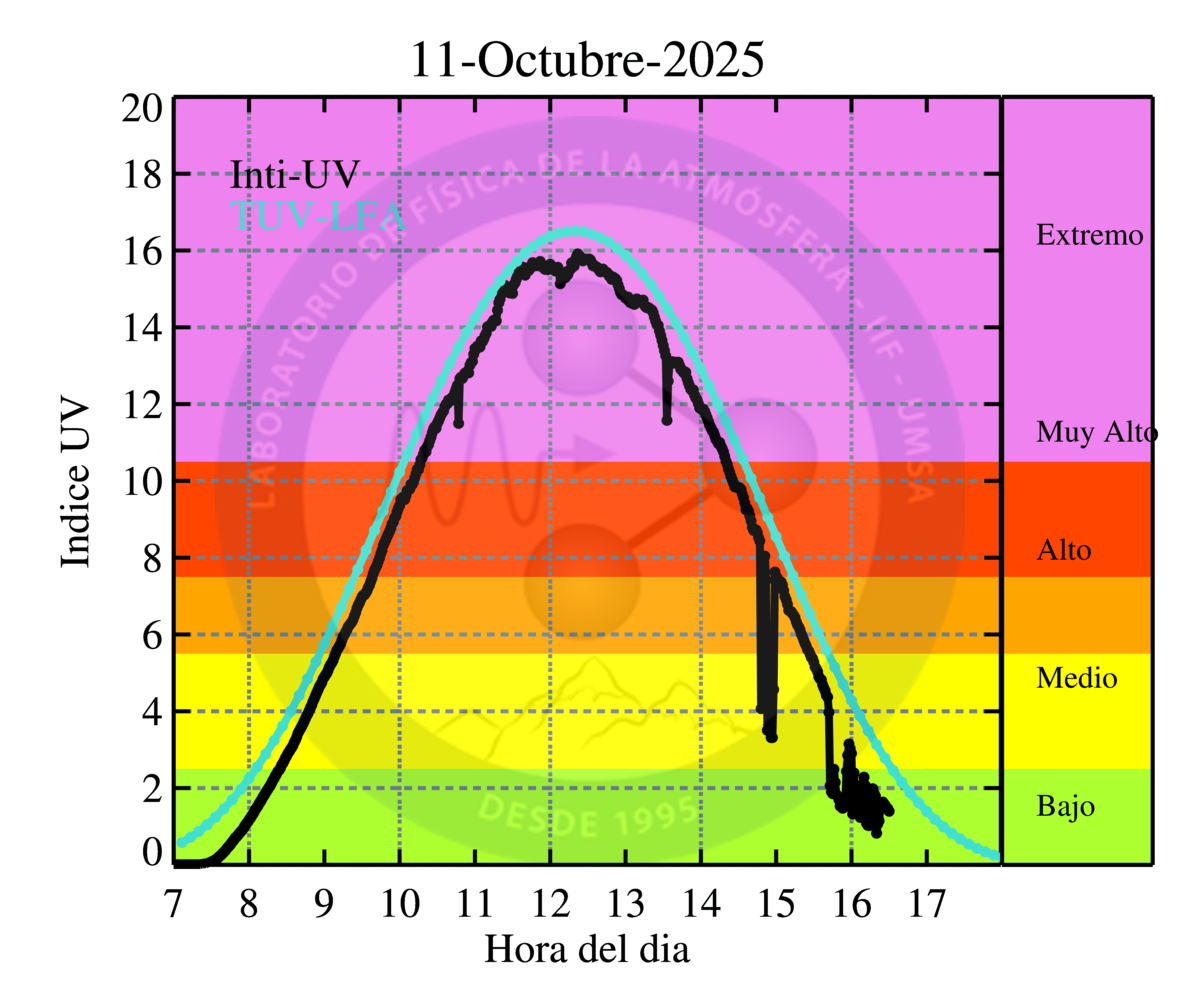 11-Octubre-2025
20
18
16
14
12
10
8
6
4
2
0
Indice UV
Inti-UV
TUV-LFA
LABORATORIO DE FÍSICA DE LA ATMÓSFERA - IIF - UMSA
DESDE 1995
Extremo
Muy Alto
Alto
Medio
Bajo
7 8 9 10 11 12 13 14 15 16 17
Hora del dia